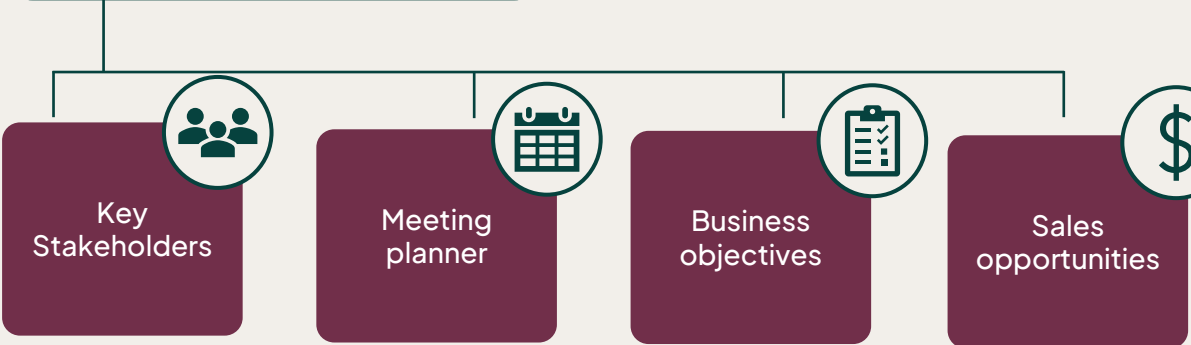 Key
Stakeholders
Meeting
planner
Business
objectives
Sales
opportunities